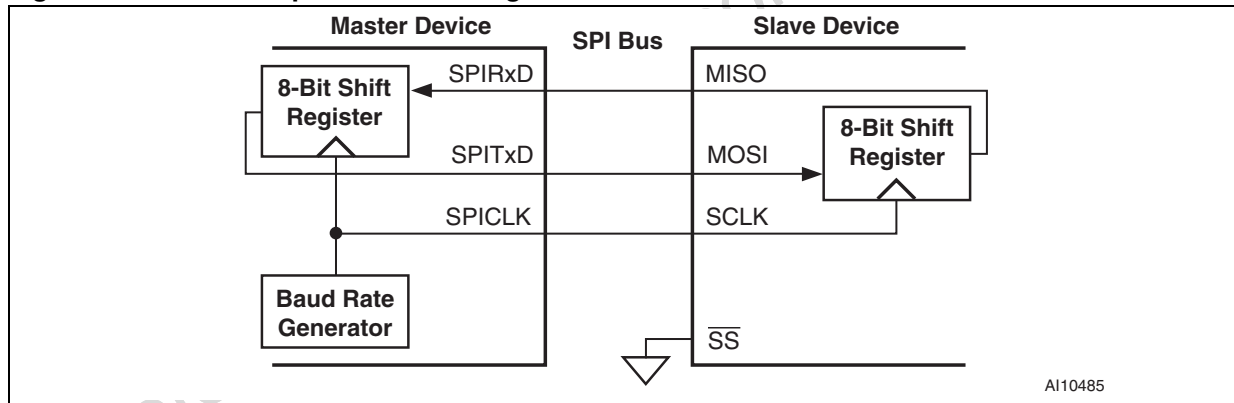 Master Device
SPI Bus
Slave Device
SPIRxD
MISO
8-Bit Shift
Register
8-Bit Shift
Register
SPITxD
MOSI
SPICLK
SCLK
Baud Rate
Generator
SS
AI10485